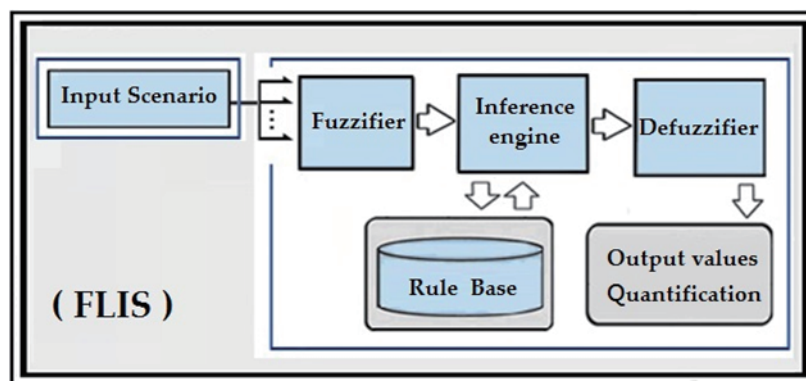 Input Scenario
Fuzzifier
Inference
engine
Defuzzifier
Rule Base
Output values
Quantification
( FLIS )